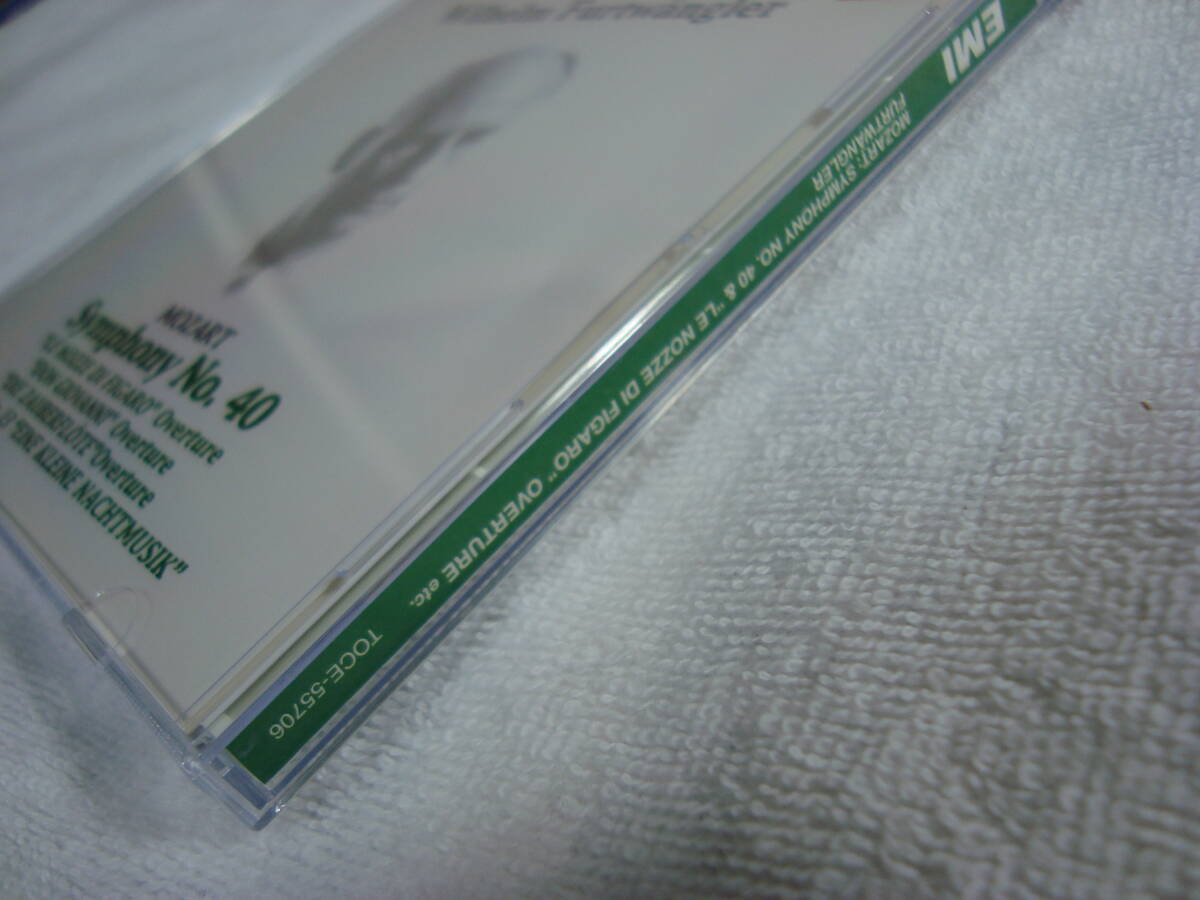 Wilhelm Furtwängler
MOZART
Symphony No. 40
"LE NOZZE DI FIGARO" Overture
"DON GIOVANNI" Overture
"DIE ZAUBERFLOTE" Overture
"EINE KLEINE NACHTMUSIK"
EMI
MOZART: SYMPHONY NO. 40 & "LE NOZZE DI FIGARO" OVERTURE etc.
FURTWÄNGLER
TOCE-55706